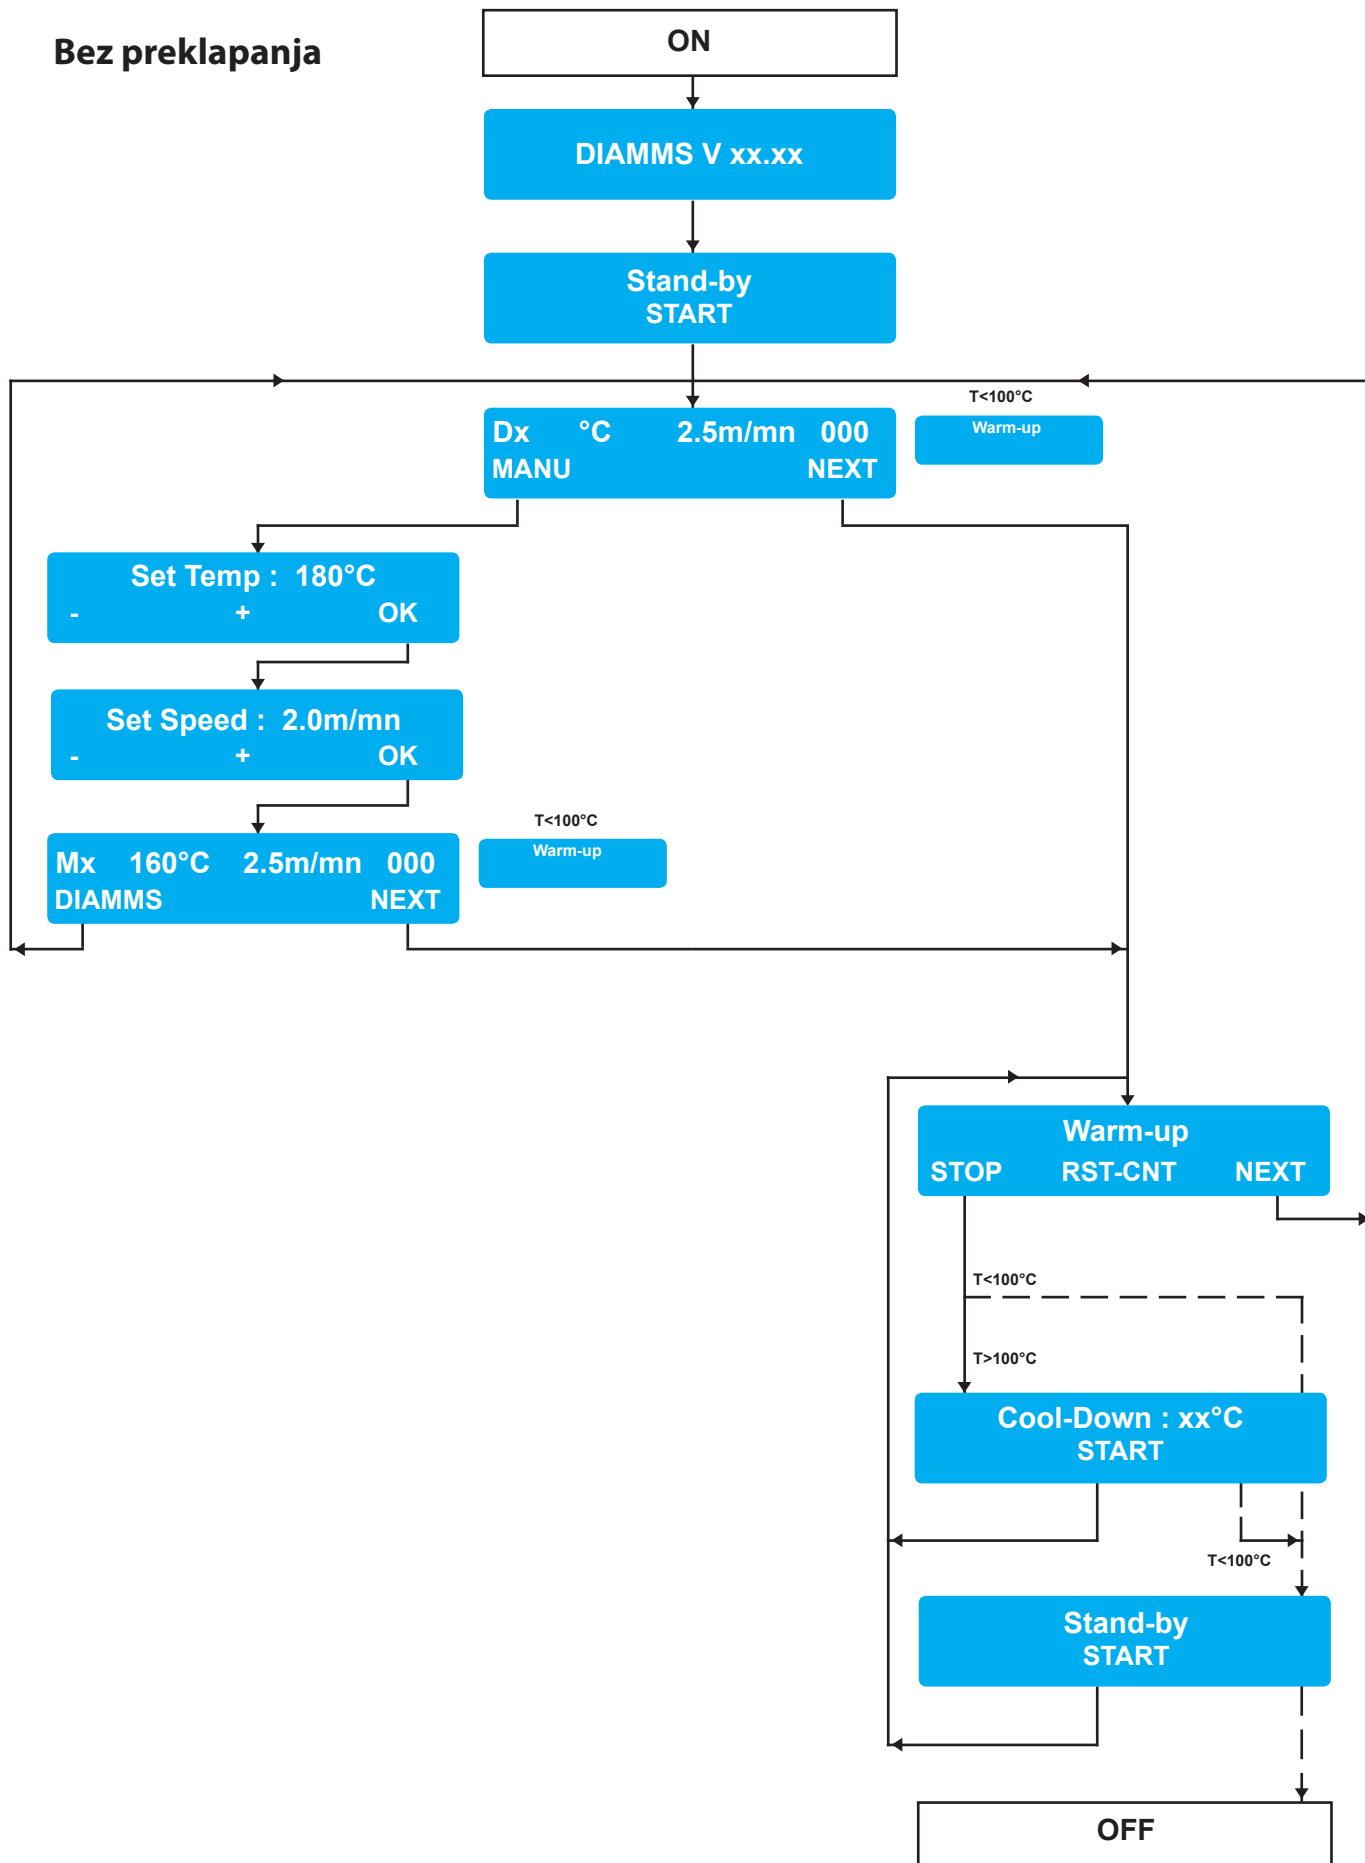 Bez preklapanja
ON
DIAMMS V xx.xx
Stand-by
START
T<100°C
Dx °C 2.5m/mn 000
MANU NEXT
Warm-up
Set Temp : 180°C
- + OK
Set Speed : 2.0m/mn
- + OK
T<100°C
Mx 160°C 2.5m/mn 000
DIAMMS NEXT
Warm-up
Warm-up
STOP RST-CNT NEXT
T<100°C
T>100°C
Cool-Down : xx°C
START
T<100°C
Stand-by
START
OFF